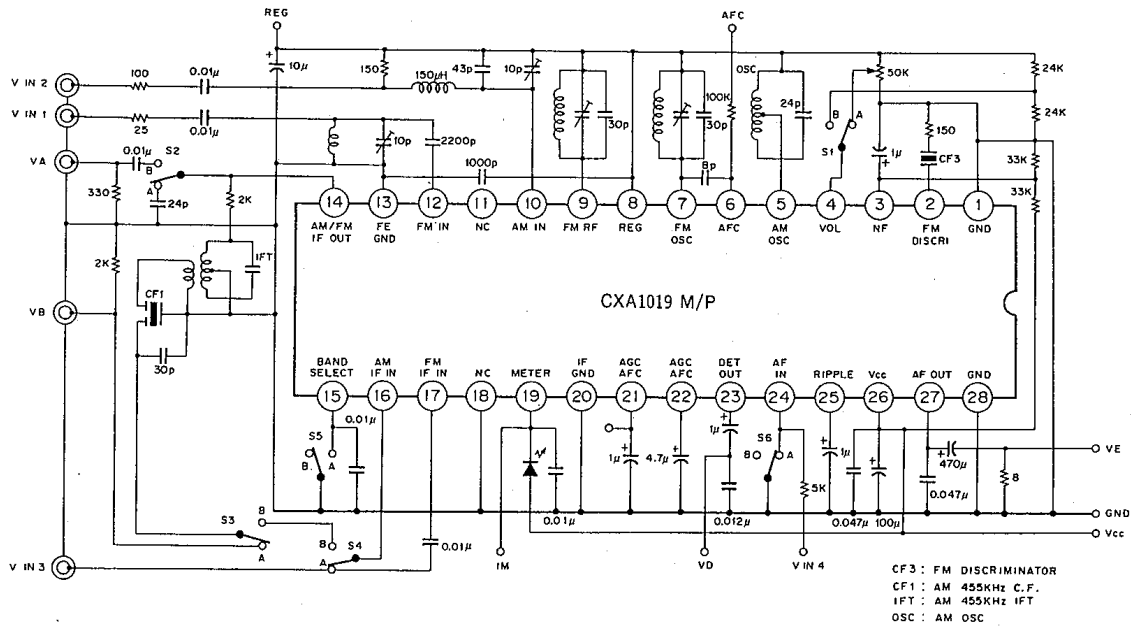 REG
AFC
V IN 2
100
0.01μ
10μ
150
150μH
43p
10p
30p
30p
100K
OSC
24p
50K
24K
24K
V IN 1
25
0.01μ
10p
2200p
1000p
8p
B
A
S1
1μ
150
CF3
33K
33K
VA
0.01μ
S2
B
A
24p
330
2K
2K
14
13
12
11
10
9
8
7
6
5
4
3
2
1
AM/FM IF OUT
FE GND
FM IN
NC
AM IN
FM RF
REG
FM OSC
AFC
AM OSC
VOL
NF
FM DISCRI
GND
IFT
CF1
30p
VB
CXA1019 M/P
BAND SELECT
AM IF IN
FM IF IN
NC
METER
IF GND
AGC AFC
AGC AFC
DET OUT
AF IN
RIPPLE
Vcc
AF OUT
GND
15
16
17
18
19
20
21
22
23
24
25
26
27
28
0.01μ
S5
B
A
0.01μ
1μ
4.7μ
1μ
0.012μ
S6
B
A
5K
1μ
0.047μ
100μ
470μ
0.047μ
8
VE
GND
Vcc
S3
B
A
B
A
S4
0.01μ
V IN 3
IM
VD
V IN 4
CF3 : FM DISCRIMINATOR
CF1 : AM 455KHz C.F.
IFT : AM 455KHz IFT
OSC : AM OSC